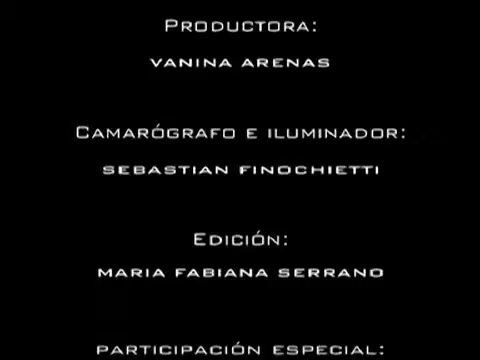 Productora:
VANINA ARENAS
Camarógrafo e iluminador:
SEBASTIAN FINOCHIETTI
Edición:
MARIA FABIANA SERRANO
PARTICIPACIÓN ESPECIAL: